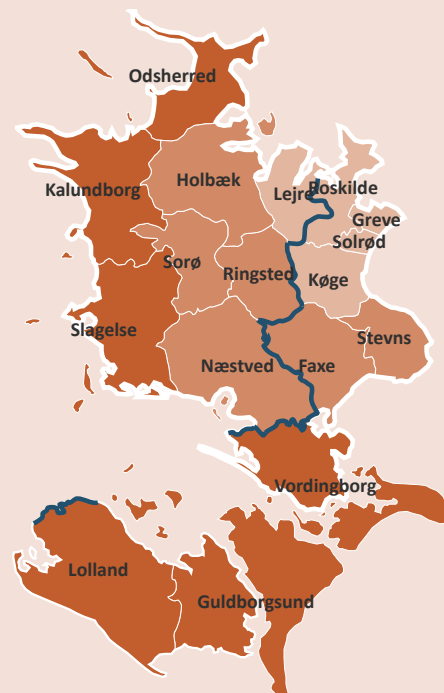 Odsherred
Holbæk
Kalundborg
Lejre
Roskilde
Greve
Solrød
Sorø
Ringsted
Køge
Slagelse
Stevns
Næstved
Faxe
Vordingborg
Lolland
Guldborgsund